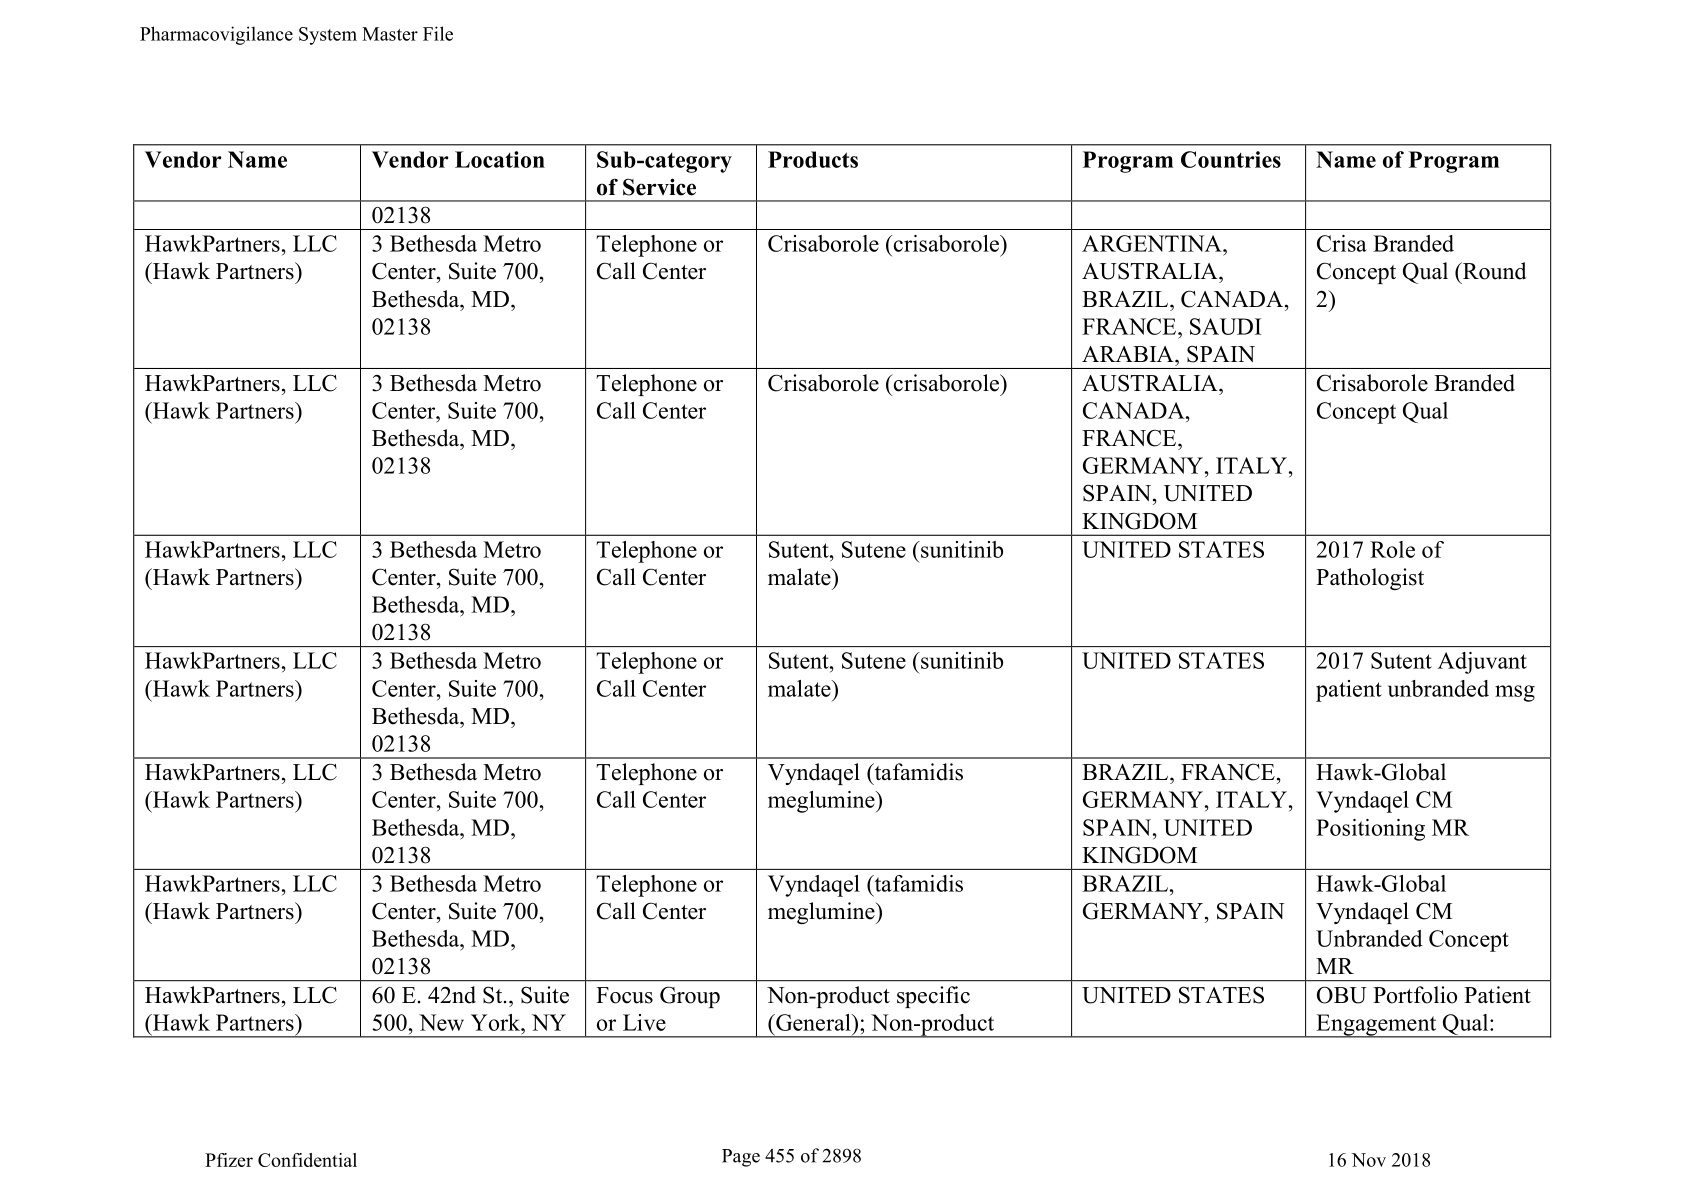 Pharmacovigilance System Master File
Vendor Name
Vendor Location
Sub-category
of Service
Products
Program Countries
Name of Program
02138
HawkPartners, LLC
(Hawk Partners)
3 Bethesda Metro
Center, Suite 700,
Bethesda, MD,
02138
Telephone or
Call Center
Crisaborole (crisaborole)
ARGENTINA,
AUSTRALIA,
BRAZIL, CANADA,
FRANCE, SAUDI
ARABIA, SPAIN
Crisa Branded
Concept Qual (Round
2)
HawkPartners, LLC
(Hawk Partners)
3 Bethesda Metro
Center, Suite 700,
Bethesda, MD,
02138
Telephone or
Call Center
Crisaborole (crisaborole)
AUSTRALIA,
CANADA,
FRANCE,
GERMANY, ITALY,
SPAIN, UNITED
KINGDOM
Crisaborole Branded
Concept Qual
HawkPartners, LLC
(Hawk Partners)
3 Bethesda Metro
Center, Suite 700,
Bethesda, MD,
02138
Telephone or
Call Center
Sutent, Sutene (sunitinib
malate)
UNITED STATES
2017 Role of
Pathologist
HawkPartners, LLC
(Hawk Partners)
3 Bethesda Metro
Center, Suite 700,
Bethesda, MD,
02138
Telephone or
Call Center
Sutent, Sutene (sunitinib
malate)
UNITED STATES
2017 Sutent Adjuvant
patient unbranded msg
HawkPartners, LLC
(Hawk Partners)
3 Bethesda Metro
Center, Suite 700,
Bethesda, MD,
02138
Telephone or
Call Center
Vyndaqel (tafamidis
meglumine)
BRAZIL, FRANCE,
GERMANY, ITALY,
SPAIN, UNITED
KINGDOM
Hawk-Global
Vyndaqel CM
Positioning MR
HawkPartners, LLC
(Hawk Partners)
3 Bethesda Metro
Center, Suite 700,
Bethesda, MD,
02138
Telephone or
Call Center
Vyndaqel (tafamidis
meglumine)
BRAZIL,
GERMANY, SPAIN
Hawk-Global
Vyndaqel CM
Unbranded Concept
MR
HawkPartners, LLC
(Hawk Partners)
60 E. 42nd St., Suite
500, New York, NY
Focus Group
or Live
Non-product specific
(General); Non-product
UNITED STATES
OBU Portfolio Patient
Engagement Qual:
Pfizer Confidential
Page 455 of 2898
16 Nov 2018